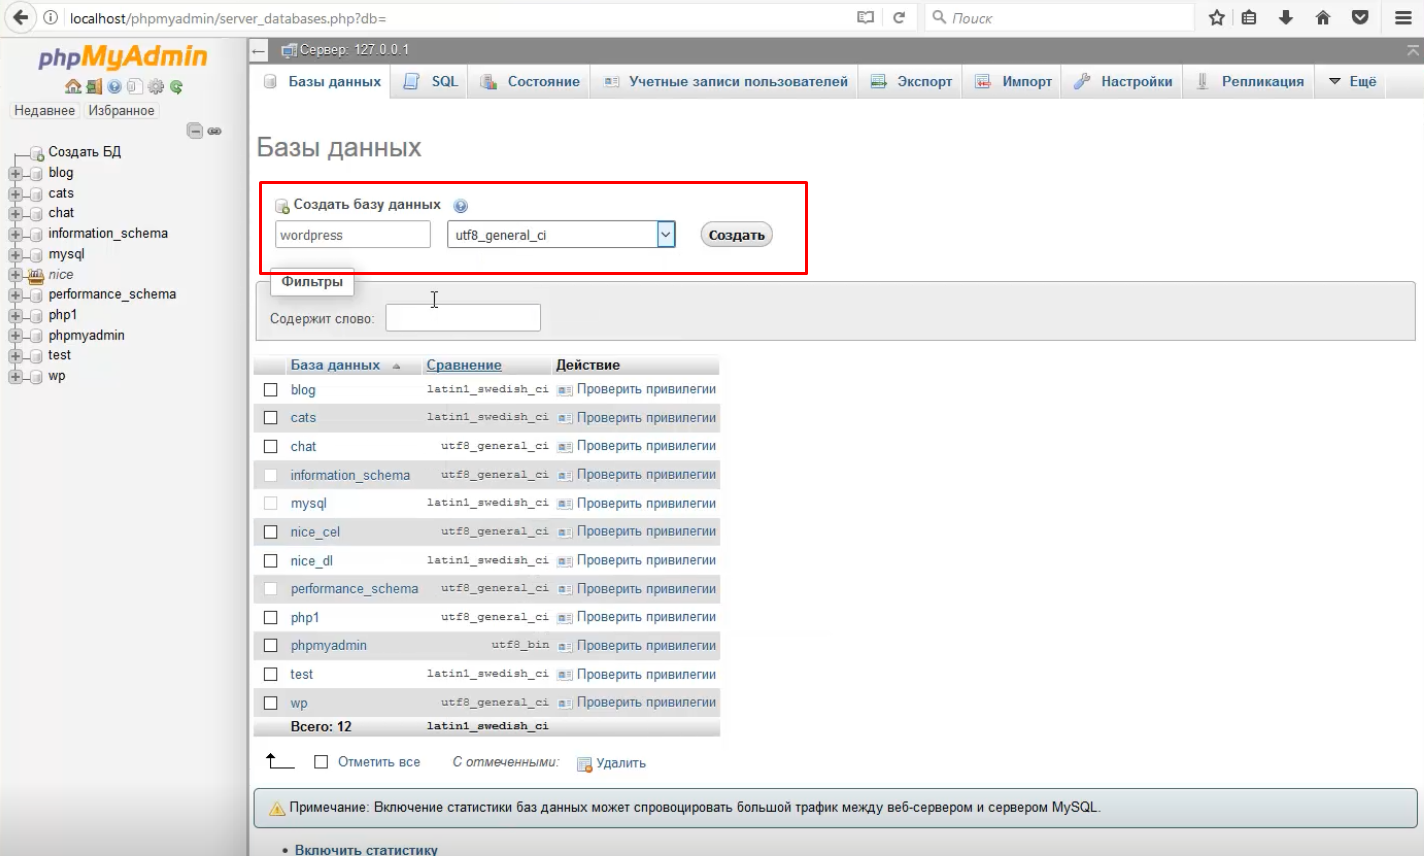 localhost/phpmyadmin/server_databases.php?db=
Поиск
phpMyAdmin
Недавнее Избранное
Создать БД
blog
cats
chat
information_schema
mysql
nice
performance_schema
php1
phpmyadmin
test
wp
Сервер: 127.0.0.1
Базы данных SQL Состояние Учетные записи пользователей Экспорт Импорт Настройки Репликация Ещё
Базы данных
Создать базу данных
wordpress utf8_general_ci Создать
Фильтры
Содержит слово:
База данных Сравнение Действие
blog latin1_swedish_ci Проверить привилегии
cats latin1_swedish_ci Проверить привилегии
chat utf8_general_ci Проверить привилегии
information_schema utf8_general_ci Проверить привилегии
mysql latin1_swedish_ci Проверить привилегии
nice_cel utf8_general_ci Проверить привилегии
nice_dl latin1_swedish_ci Проверить привилегии
performance_schema utf8_general_ci Проверить привилегии
php1 utf8_general_ci Проверить привилегии
phpmyadmin utf8_bin Проверить привилегии
test latin1_swedish_ci Проверить привилегии
wp utf8_general_ci Проверить привилегии
Всего: 12 latin1_swedish_ci
Отметить все С отмеченными: Удалить
Примечание: Включение статистики баз данных может спровоцировать большой трафик между веб-сервером и сервером MySQL.
• Включить статистику